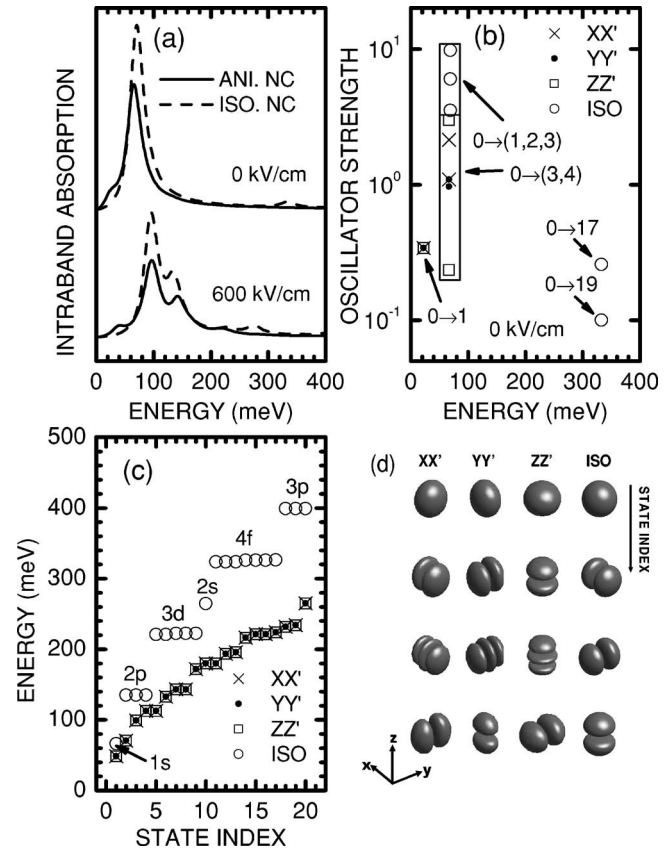 (a)
ANI. NC
ISO. NC
0 kV/cm
600 kV/cm
INTRABAND ABSORPTION
0 100 200 300 400
ENERGY (meV)
(b)
XX'
YY'
ZZ'
ISO
0→(1,2,3)
0→(3,4)
0→17
0→19
0→1
0 kV/cm
OSCILLATOR STRENGTH
10¹
10⁰
10⁻¹
0 100 200 300 400
ENERGY (meV)
(c)
500
400
300
200
100
0
ENERGY (meV)
3p
4f
2s
3d
2p
1s
XX'
YY'
ZZ'
ISO
0 5 10 15 20
STATE INDEX
(d)
XX' YY' ZZ' ISO
STATE INDEX
z
x y